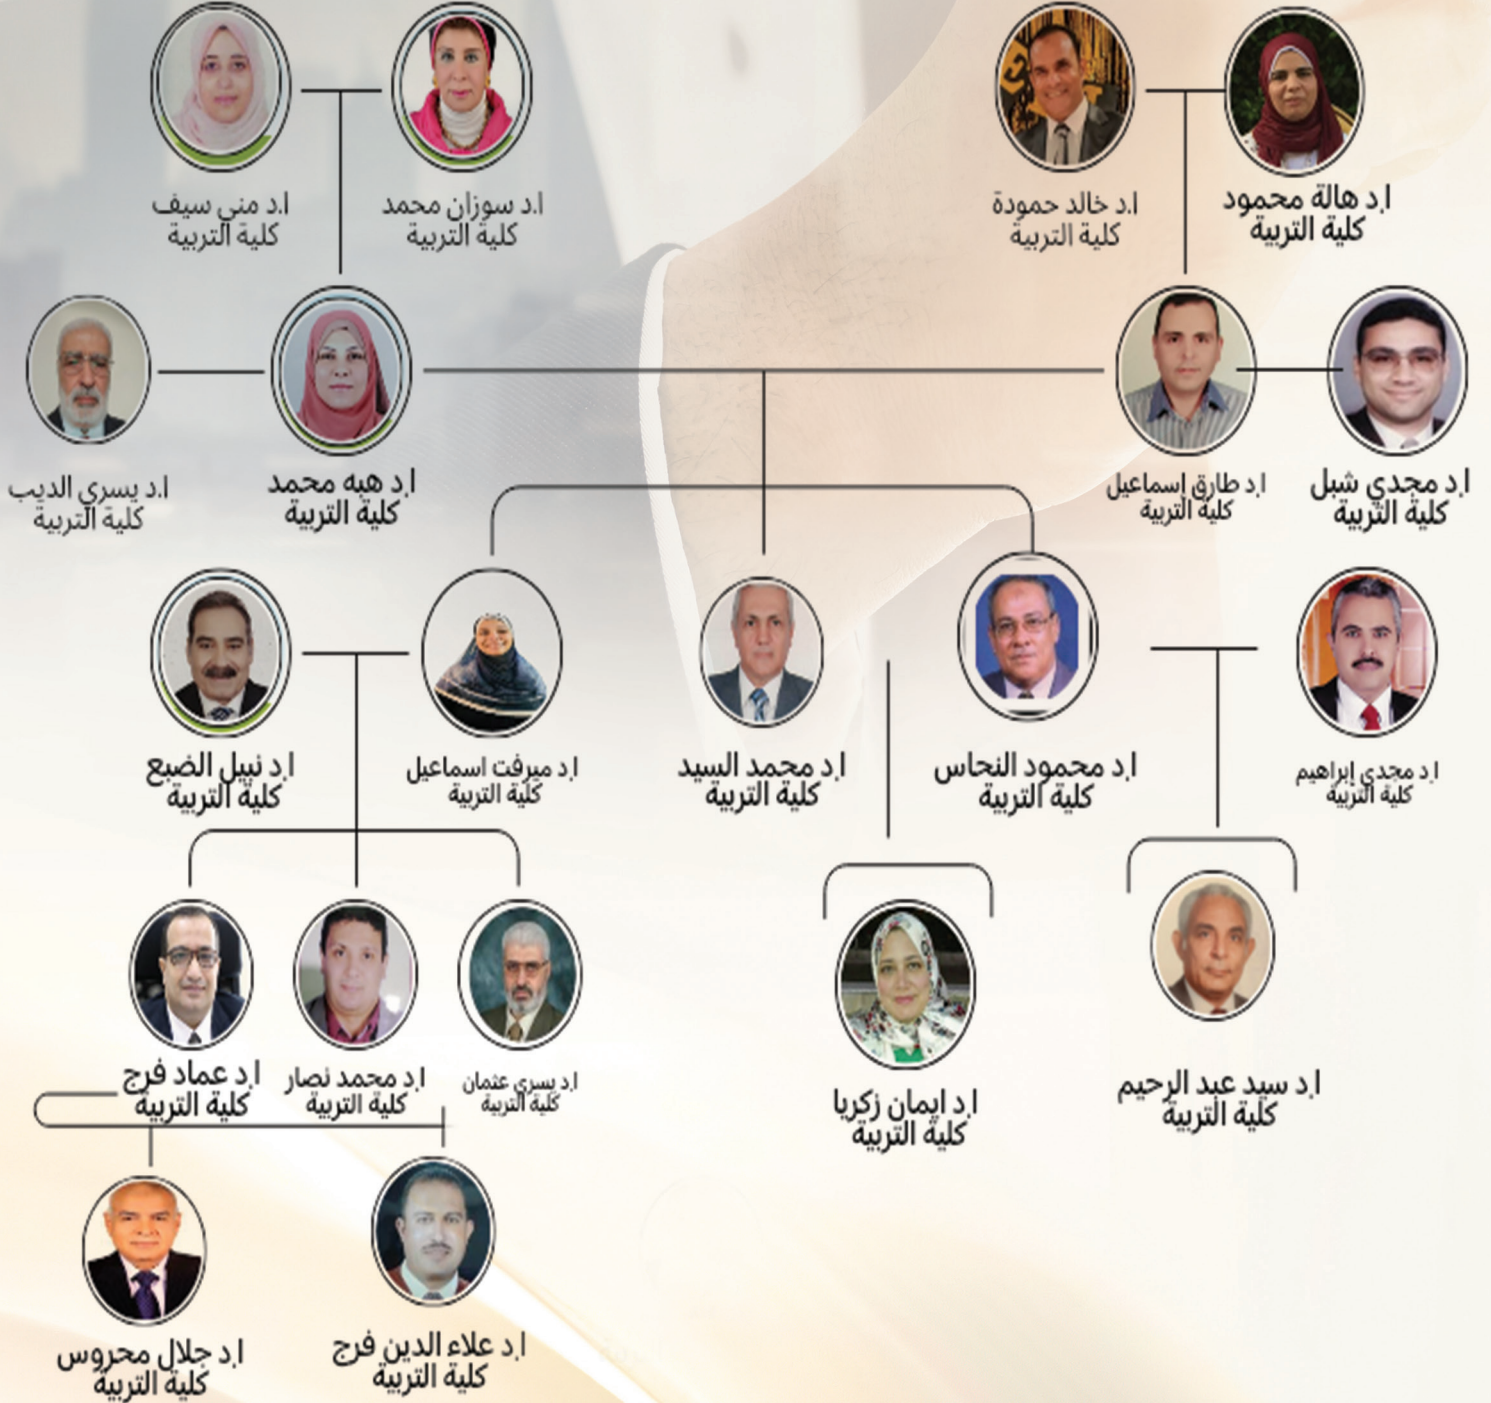 ا.د هالة محمود
كلية التربية
ا.د خالد حمودة
كلية التربية
ا.د سوزان محمد
كلية التربية
ا.د مني سيف
كلية التربية
ا.د مجدي شبل
كلية التربية
ا.د طارق إسماعيل
كلية التربية
ا.د هبه محمد
كلية التربية
ا.د يسري الديب
كلية التربية
ا.د مجدي إبراهيم
كلية التربية
ا.د محمود النحاس
كلية التربية
ا.د محمد السيد
كلية التربية
ا.د ميرفت اسماعيل
كلية التربية
ا.د نبيل الضبع
كلية التربية
ا.د سيد عبد الرحيم
كلية التربية
ا.د ايمان زكريا
كلية التربية
ا.د يسري عثمان
كلية التربية
ا.د محمد نصار
كلية التربية
ا.د عماد فرج
كلية التربية
ا.د علاء الدين فرج
كلية التربية
ا.د جلال محروس
كلية التربية